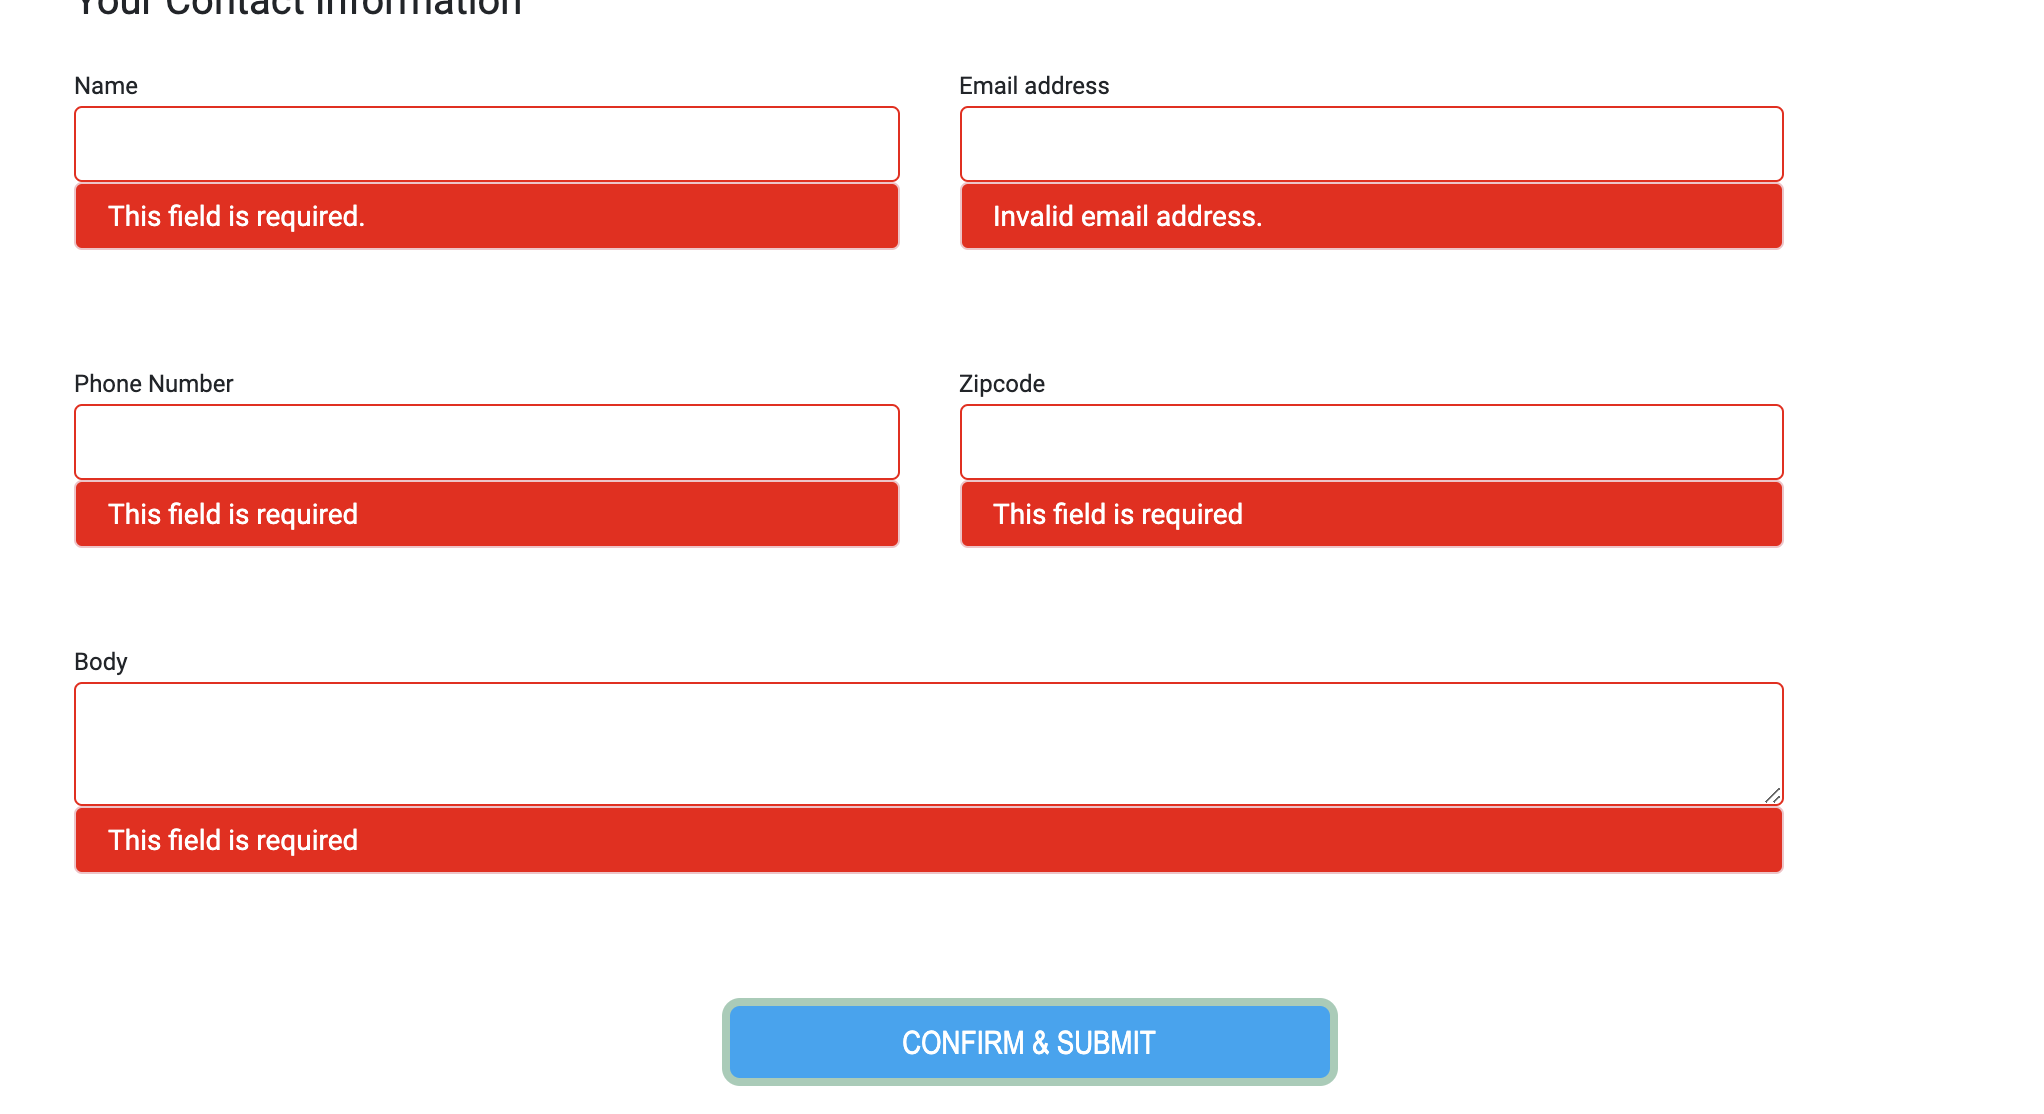 Your Contact Information
Name
Email address
This field is required.
Invalid email address.
Phone Number
Zipcode
This field is required
This field is required
Body
This field is required
CONFIRM & SUBMIT